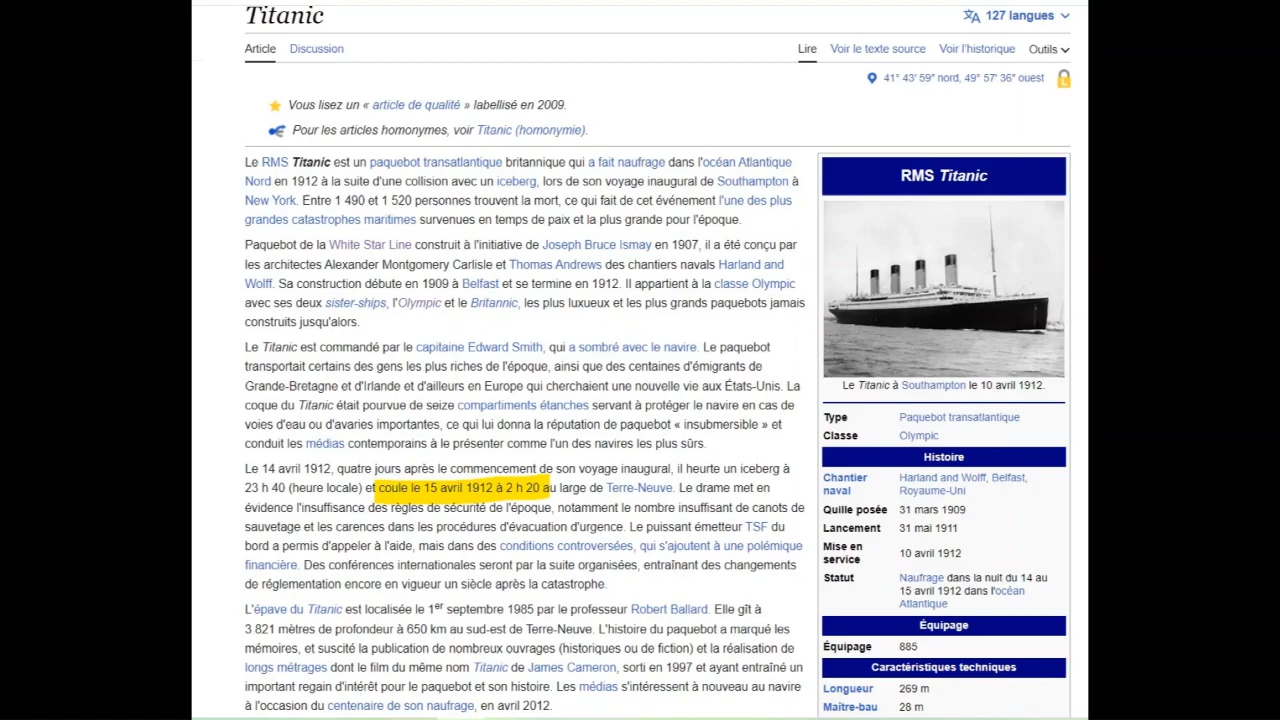 Titanic
127 langues
Article Discussion Lire Voir le texte source Voir l'historique Outils
41° 43′ 59″ nord, 49° 57′ 36″ ouest
Vous lisez un « article de qualité » labellisé en 2009.
Pour les articles homonymes, voir Titanic (homonymie).
Le RMS Titanic est un paquebot transatlantique britannique qui a fait naufrage dans l'océan Atlantique
Nord en 1912 à la suite d'une collision avec un iceberg, lors de son voyage inaugural de Southampton à
New York. Entre 1 490 et 1 520 personnes trouvent la mort, ce qui fait de cet événement l'une des plus
grandes catastrophes maritimes survenues en temps de paix et la plus grande pour l'époque.
Paquebot de la White Star Line construit à l'initiative de Joseph Bruce Ismay en 1907, il a été conçu par
les architectes Alexander Montgomery Carlisle et Thomas Andrews des chantiers navals Harland and
Wolff. Sa construction débute en 1909 à Belfast et se termine en 1912. Il appartient à la classe Olympic
avec ses deux sister-ships, l'Olympic et le Britannic, les plus luxueux et les plus grands paquebots jamais
construits jusqu'alors.
Le Titanic est commandé par le capitaine Edward Smith, qui a sombré avec le navire. Le paquebot
transportait certains des gens les plus riches de l'époque, ainsi que des centaines d'émigrants de
Grande-Bretagne et d'Irlande et d'ailleurs en Europe qui cherchaient une nouvelle vie aux États-Unis. La
coque du Titanic était pourvue de seize compartiments étanches servant à protéger le navire en cas de
voies d'eau ou d'avaries importantes, ce qui lui donna la réputation de paquebot « insubmersible » et
conduit les médias contemporains à le présenter comme l'un des navires les plus sûrs.
Le 14 avril 1912, quatre jours après le commencement de son voyage inaugural, il heurte un iceberg à
23 h 40 (heure locale) et coule le 15 avril 1912 à 2 h 20 au large de Terre-Neuve. Le drame met en
évidence l'insuffisance des règles de sécurité de l'époque, notamment le nombre insuffisant de canots de
sauvetage et les carences dans les procédures d'évacuation d'urgence. Le puissant émetteur TSF du
bord a permis d'appeler à l'aide, mais dans des conditions controversées, qui s'ajoutent à une polémique
financière. Des conférences internationales seront par la suite organisées, entraînant des changements
de réglementation encore en vigueur un siècle après la catastrophe.
L'épave du Titanic est localisée le 1er septembre 1985 par le professeur Robert Ballard. Elle gît à
3 821 mètres de profondeur à 650 km au sud-est de Terre-Neuve. L'histoire du paquebot a marqué les
mémoires, et suscité la publication de nombreux ouvrages (historiques ou de fiction) et la réalisation de
longs métrages dont le film du même nom Titanic de James Cameron, sorti en 1997 et ayant entraîné un
important regain d'intérêt pour le paquebot et son histoire. Les médias s'intéressent à nouveau au navire
à l'occasion du centenaire de son naufrage, en avril 2012.
RMS Titanic
Le Titanic à Southampton le 10 avril 1912.
Type Paquebot transatlantique
Classe Olympic
Histoire
Chantier Harland and Wolff, Belfast,
naval Royaume-Uni
Quille posée 31 mars 1909
Lancement 31 mai 1911
Mise en
service 10 avril 1912
Statut Naufrage dans la nuit du 14 au
15 avril 1912 dans l'océan
Atlantique
Équipage
Équipage 885
Caractéristiques techniques
Longueur 269 m
Maître-bau 28 m